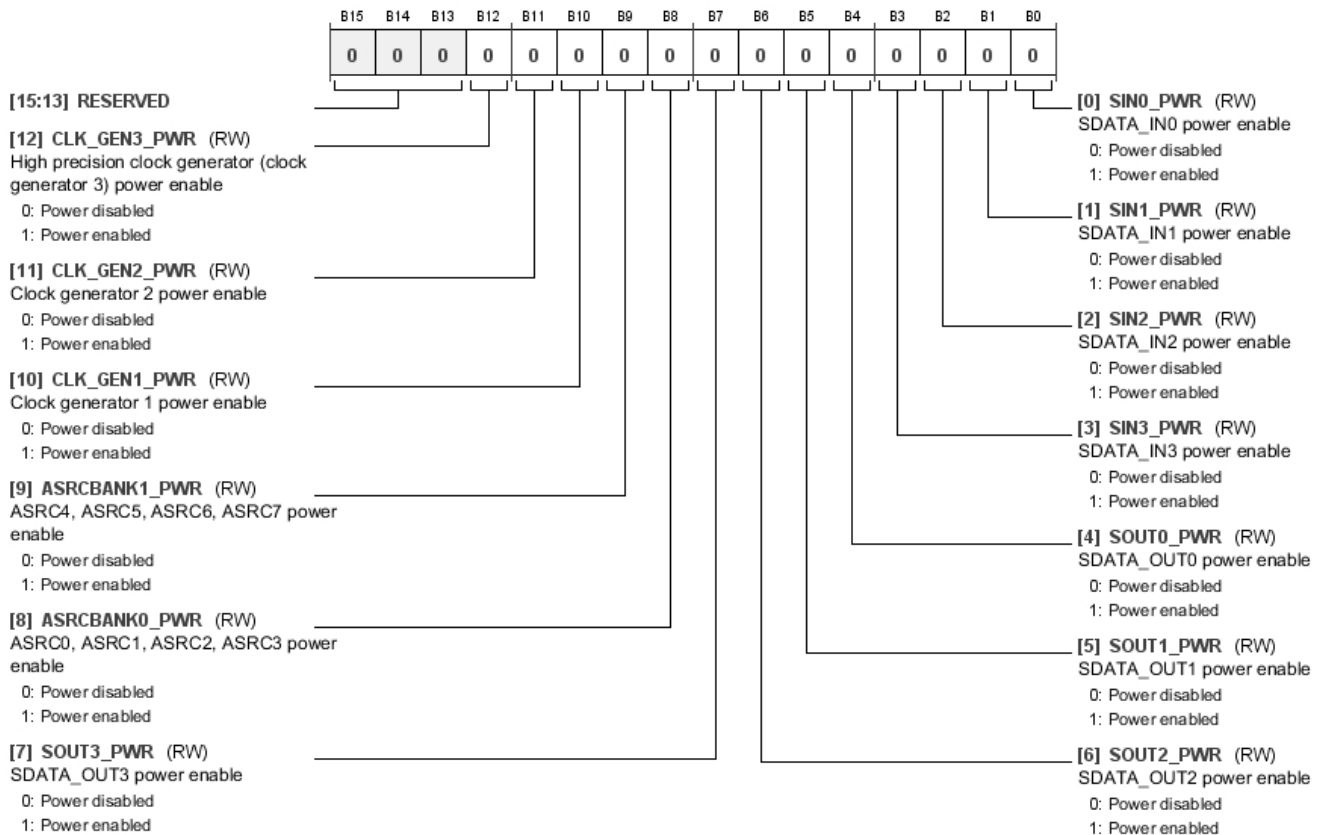 B15 B14 B13 B12 B11 B10 B9 B8 B7 B6 B5 B4 B3 B2 B1 B0
0 0 0 0 0 0 0 0 0 0 0 0 0 0 0 0
[15:13] RESERVED
[12] CLK_GEN3_PWR (RW)
High precision clock generator (clock
generator 3) power enable
0: Power disabled
1: Power enabled
[11] CLK_GEN2_PWR (RW)
Clock generator 2 power enable
0: Power disabled
1: Power enabled
[10] CLK_GEN1_PWR (RW)
Clock generator 1 power enable
0: Power disabled
1: Power enabled
[9] ASRCBANK1_PWR (RW)
ASRC4, ASRC5, ASRC6, ASRC7 power
enable
0: Power disabled
1: Power enabled
[8] ASRCBANK0_PWR (RW)
ASRC0, ASRC1, ASRC2, ASRC3 power
enable
0: Power disabled
1: Power enabled
[7] SOUT3_PWR (RW)
SDATA_OUT3 power enable
0: Power disabled
1: Power enabled
[0] SIN0_PWR (RW)
SDATA_IN0 power enable
0: Power disabled
1: Power enabled
[1] SIN1_PWR (RW)
SDATA_IN1 power enable
0: Power disabled
1: Power enabled
[2] SIN2_PWR (RW)
SDATA_IN2 power enable
0: Power disabled
1: Power enabled
[3] SIN3_PWR (RW)
SDATA_IN3 power enable
0: Power disabled
1: Power enabled
[4] SOUT0_PWR (RW)
SDATA_OUT0 power enable
0: Power disabled
1: Power enabled
[5] SOUT1_PWR (RW)
SDATA_OUT1 power enable
0: Power disabled
1: Power enabled
[6] SOUT2_PWR (RW)
SDATA_OUT2 power enable
0: Power disabled
1: Power enabled